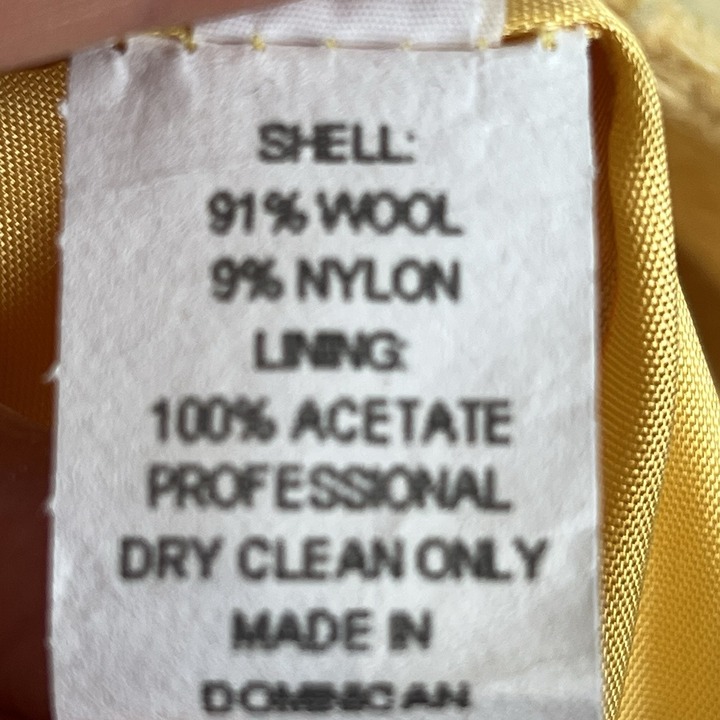 SHELL:
91% WOOL
9% NYLON
LINING:
100% ACETATE
PROFESSIONAL
DRY CLEAN ONLY
MADE IN
DOMINICAN